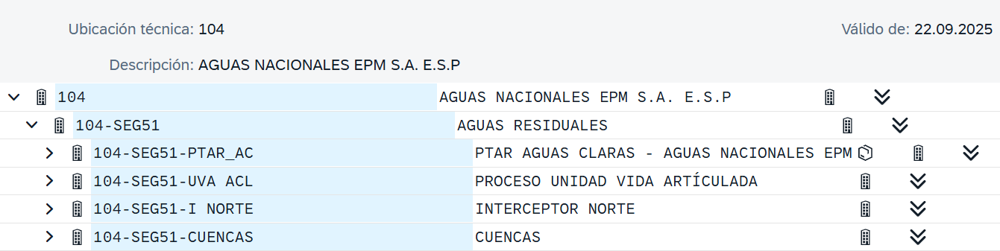 Ubicación técnica: 104 Válido de: 22.09.2025
Descripción: AGUAS NACIONALES EPM S.A. E.S.P
104 AGUAS NACIONALES EPM S.A. E.S.P
104-SEG51 AGUAS RESIDUALES
104-SEG51-PTAR_AC PTAR AGUAS CLARAS - AGUAS NACIONALES EPM
104-SEG51-UVA ACL PROCESO UNIDAD VIDA ARTÍCULADA
104-SEG51-I NORTE INTERCEPTOR NORTE
104-SEG51-CUENCAS CUENCAS